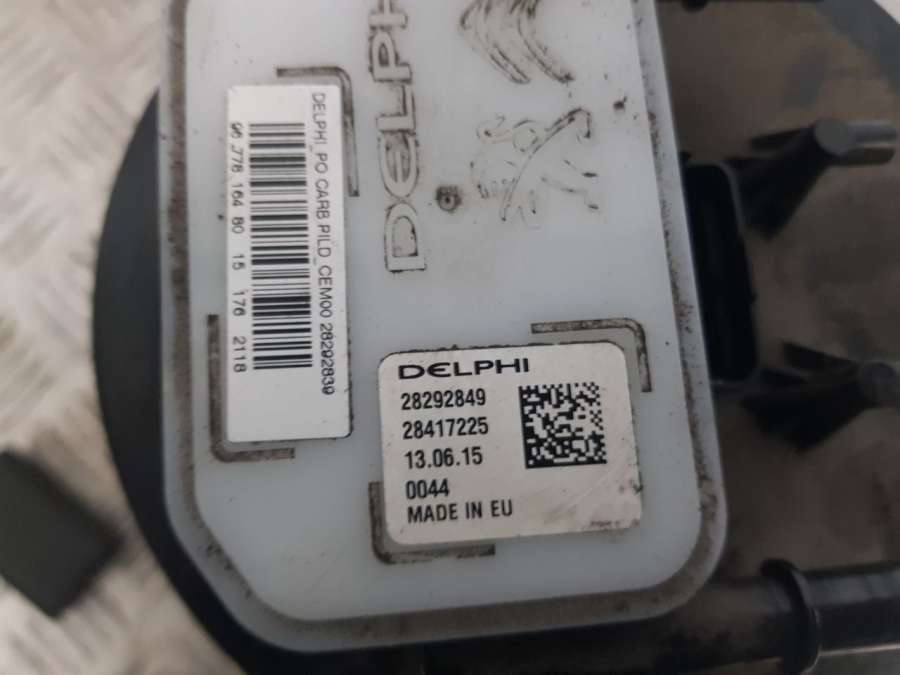 DELPHI
DELPHI_PO CARB PILD_CEM00 28292839
96 778 164 80 15 176 2118
DELPHI
28292849
28417225
13.06.15
0044
MADE IN EU